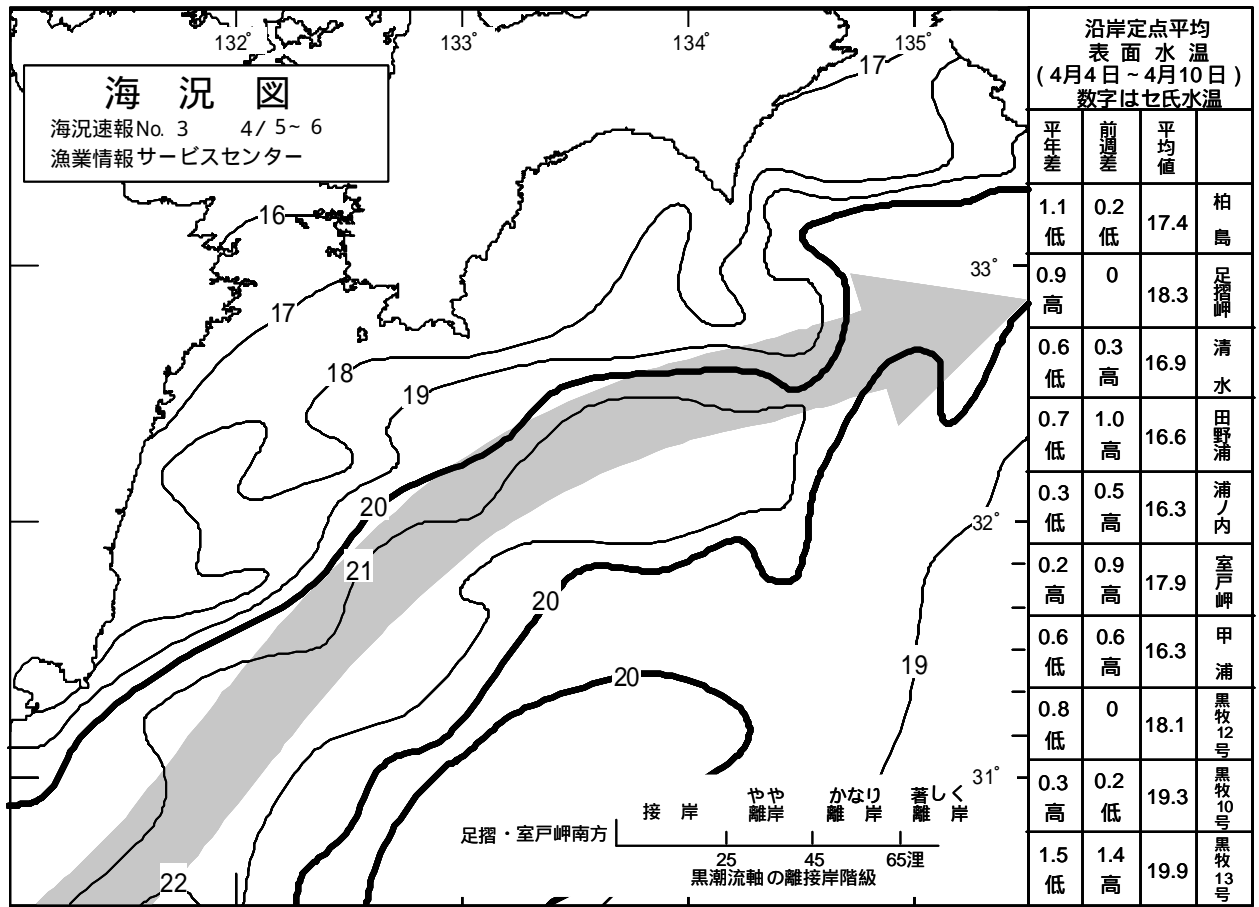 132°
133°
134°
135°
海 況 図
海況速報No. 3 4/ 5~ 6
漁業情報サービスセンター
17
16
17
18
19
20
21
20
20
19
22
33°
32°
31°
接 岸
やや
離岸
かなり
離 岸
著しく
離 岸
足摺・室戸岬南方
25 45 65浬
黒潮流軸の離接岸階級
沿岸定点平均
表 面 水 温
(4月4日~4月10日)
数字はセ氏水温
平年差 前週差 平均値
1.1低 0.2低 17.4 柏島
0.9高 0 18.3 足摺岬
0.6低 0.3高 16.9 清水
0.7低 1.0高 16.6 田野浦
0.3低 0.5高 16.3 浦ノ内
0.2高 0.9高 17.9 室戸岬
0.6低 0.6高 16.3 甲浦
0.8低 0 18.1 黒牧12号
0.3高 0.2低 19.3 黒牧10号
1.5低 1.4高 19.9 黒牧13号